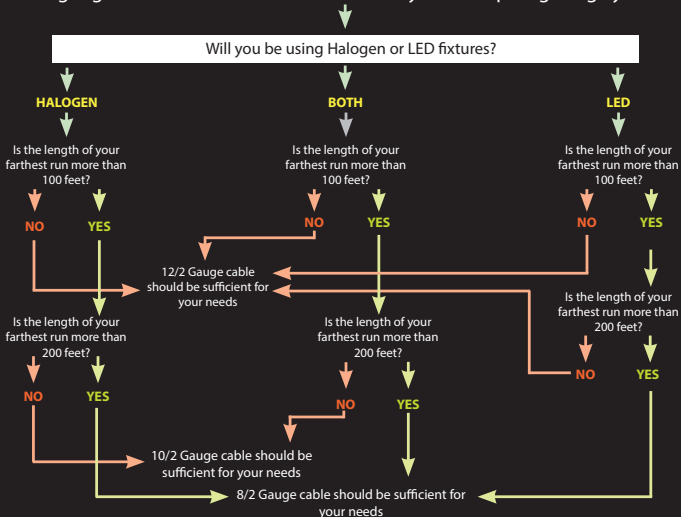 Will you be using Halogen or LED fixtures?
HALOGEN
BOTH
LED
Is the length of your
farthest run more than
100 feet?
Is the length of your
farthest run more than
100 feet?
Is the length of your
farthest run more than
100 feet?
NO
YES
NO
YES
NO
YES
12/2 Gauge cable
should be sufficient for
your needs
Is the length of your
farthest run more than
200 feet?
Is the length of your
farthest run more than
200 feet?
Is the length of your
farthest run more than
200 feet?
NO
YES
NO
YES
NO
YES
10/2 Gauge cable should be
sufficient for your needs
8/2 Gauge cable should be sufficient for
your needs